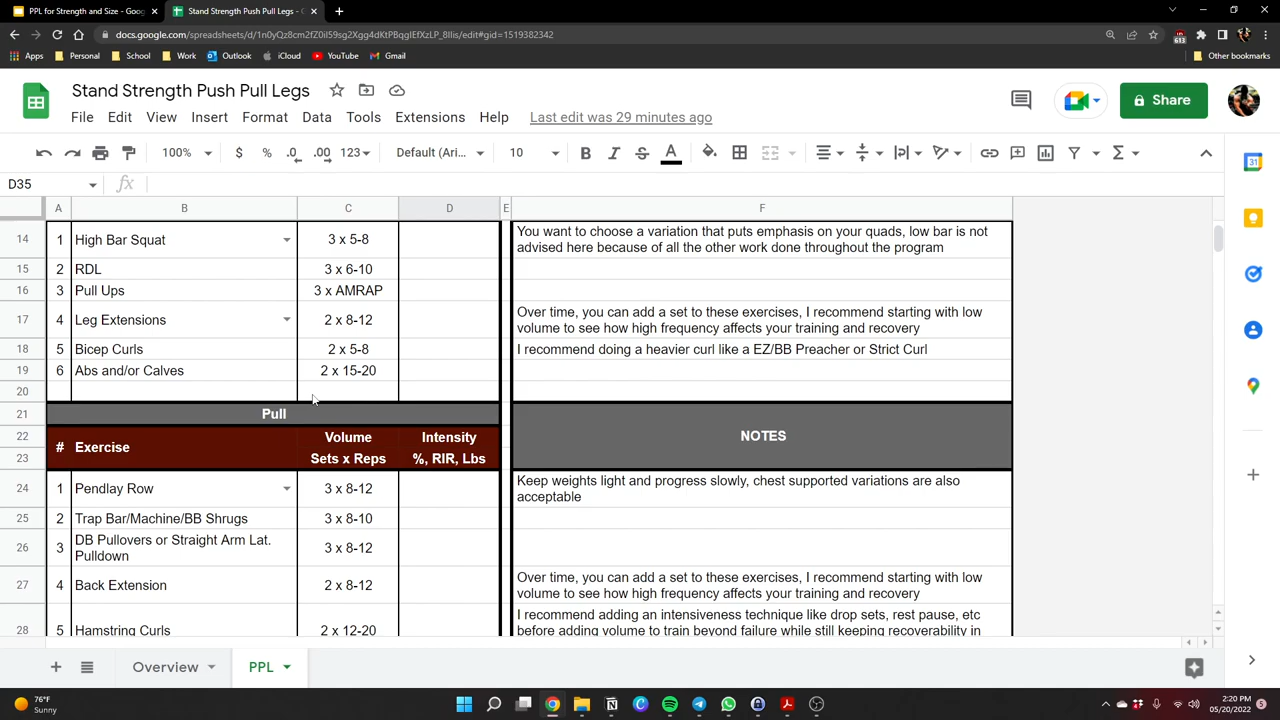 PPL for Strength and Size - Goog
Stand Strength Push Pull Legs - G
docs.google.com/spreadsheets/d/1n0yQz8cm2fZ0iI59sg2Xgg4dKtPBqglEfXzLP_8Ilis/edit#gid=1519382342
613
Apps
Personal
School
Work
Outlook
iCloud
YouTube
Gmail
Other bookmarks
Stand Strength Push Pull Legs
File Edit View Insert Format Data Tools Extensions Help
Last edit was 29 minutes ago
Share
100%
$ % .0 .00 123
Default (Ari...
10
B I S A
D35
fx
A B C D E F
14 1 High Bar Squat 3 x 5-8 You want to choose a variation that puts emphasis on your quads, low bar is not
advised here because of all the other work done throughout the program
15 2 RDL 3 x 6-10
16 3 Pull Ups 3 x AMRAP
17 4 Leg Extensions 2 x 8-12 Over time, you can add a set to these exercises, I recommend starting with low
volume to see how high frequency affects your training and recovery
18 5 Bicep Curls 2 x 5-8 I recommend doing a heavier curl like a EZ/BB Preacher or Strict Curl
19 6 Abs and/or Calves 2 x 15-20
20
21 Pull
22 # Exercise Volume Intensity NOTES
23 Sets x Reps %, RIR, Lbs
24 1 Pendlay Row 3 x 8-12 Keep weights light and progress slowly, chest supported variations are also
acceptable
25 2 Trap Bar/Machine/BB Shrugs 3 x 8-10
26 3 DB Pullovers or Straight Arm Lat. 3 x 8-12
Pulldown
27 4 Back Extension 2 x 8-12 Over time, you can add a set to these exercises, I recommend starting with low
volume to see how high frequency affects your training and recovery
I recommend adding an intensiveness technique like drop sets, rest pause, etc
28 5 Hamstring Curls 2 x 12-20 before adding volume to train beyond failure while still keeping recoverability in
Overview
PPL
76°F
Sunny
2:20 PM
05/20/2022
31